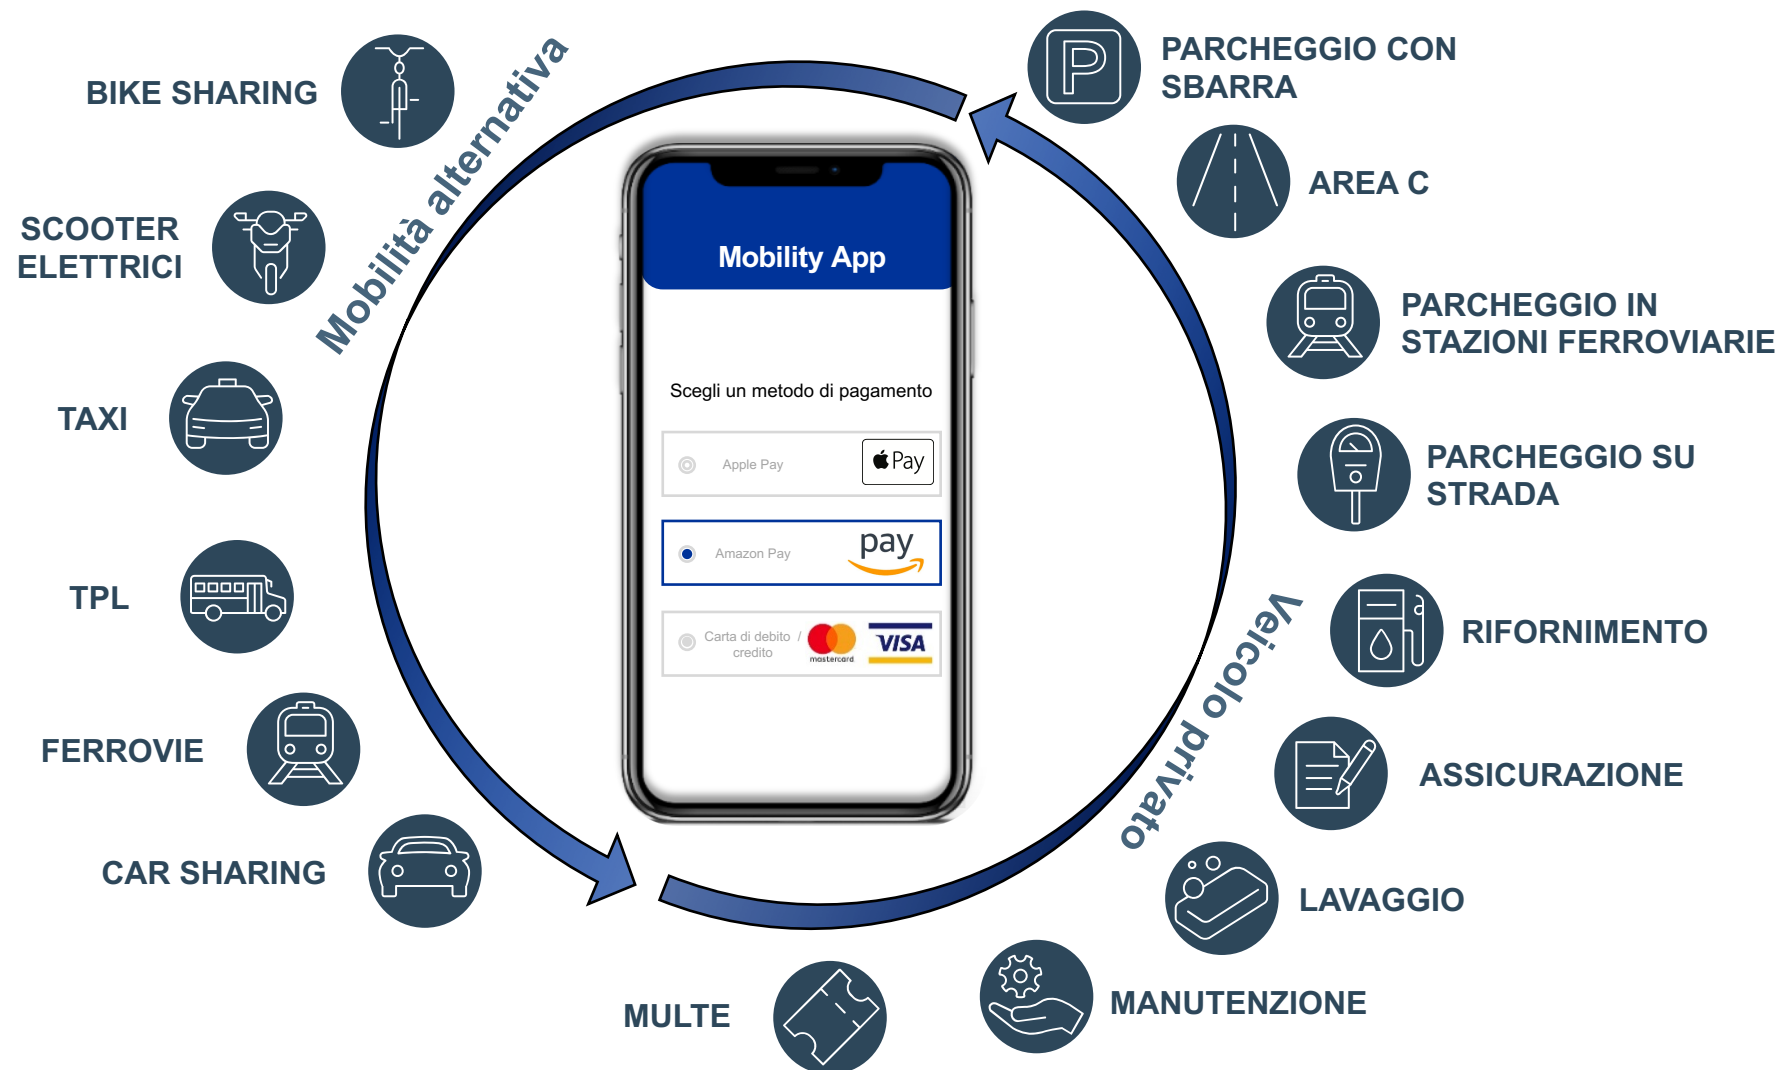 BIKE SHARING
SCOOTER
ELETTRICI
TAXI
TPL
FERROVIE
CAR SHARING
Mobilità alternativa
Mobility App
Scegli un metodo di pagamento
Apple Pay
Pay
Amazon Pay
pay
Carta di debito /
credito
mastercard
VISA
P
PARCHEGGIO CON
SBARRA
AREA C
PARCHEGGIO IN
STAZIONI FERROVIARIE
PARCHEGGIO SU
STRADA
RIFORNIMENTO
ASSICURAZIONE
LAVAGGIO
MANUTENZIONE
MULTE
Veicolo privato